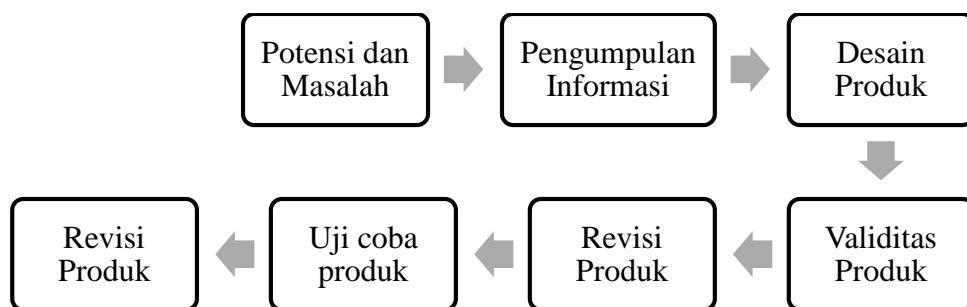 Potensi dan
Masalah
Pengumpulan
Informasi
Desain
Produk
Validitas
Produk
Revisi
Produk
Uji coba
produk
Revisi
Produk